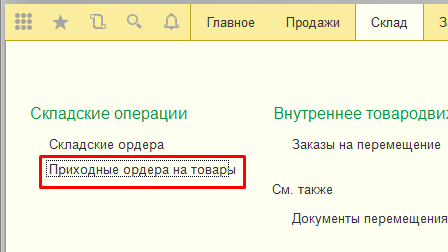 Главное Продажи Склад З
Складские операции
Складские ордера
Приходные ордера на товары
Внутреннее товародви
Заказы на перемещение
См. также
Документы перемещения